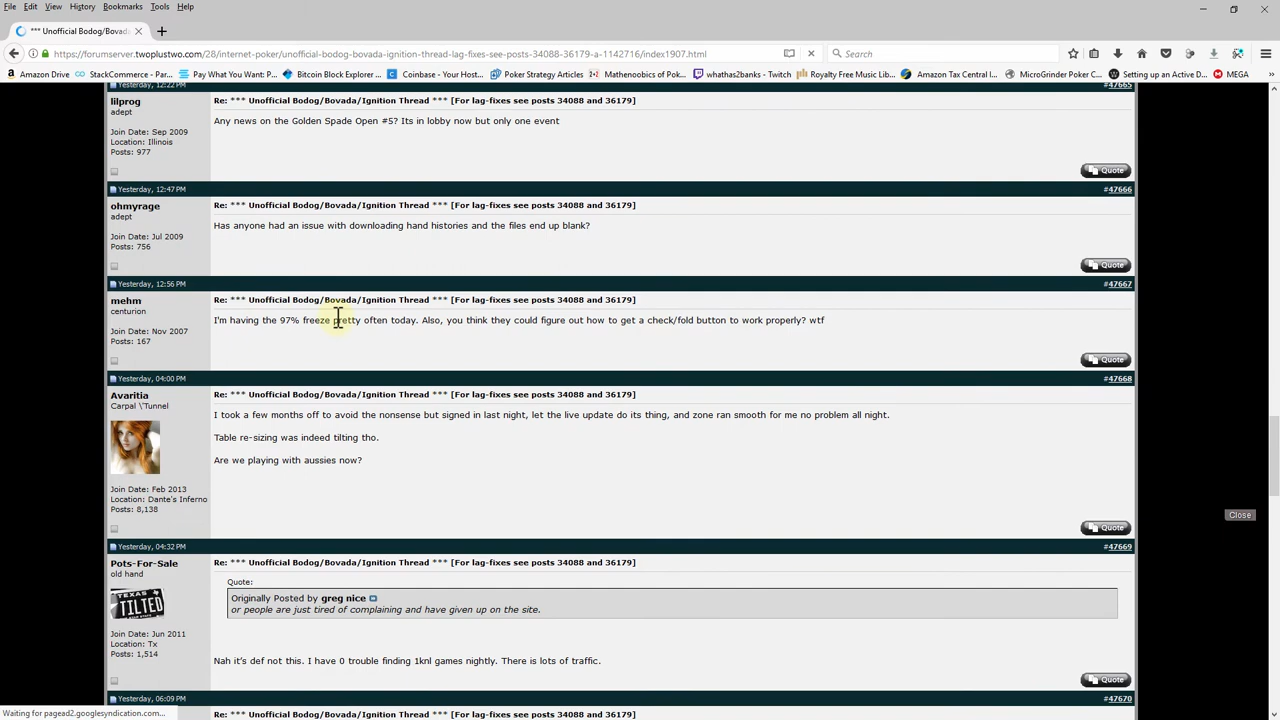 File Edit View History Bookmarks Tools Help
*** Unofficial Bodog/Bovada
https://forumserver.twoplustwo.com/28/internet-poker/unofficial-bodog-bovada-ignition-thread-lag-fixes-see-posts-34088-36179-a-1142716/index1907.html
Search
Amazon Drive StackCommerce - Par... Pay What You Want: P... Bitcoin Block Explorer ... Coinbase - Your Host... Poker Strategy Articles Mathenoobics of Pok... whathas2banks - Twitch Royalty Free Music Lib... Amazon Tax Central I... MicroGrinder Poker C... Setting up an Active D... MEGA
Yesterday, 12:22 PM #47665
lilprog
adept
Join Date: Sep 2009
Location: Illinois
Posts: 977
Re: *** Unofficial Bodog/Bovada/Ignition Thread *** [For lag-fixes see posts 34088 and 36179]
Any news on the Golden Spade Open #5? Its in lobby now but only one event
Quote
Yesterday, 12:47 PM #47666
ohmyrage
adept
Join Date: Jul 2009
Posts: 756
Re: *** Unofficial Bodog/Bovada/Ignition Thread *** [For lag-fixes see posts 34088 and 36179]
Has anyone had an issue with downloading hand histories and the files end up blank?
Quote
Yesterday, 12:56 PM #47667
mehm
centurion
Join Date: Nov 2007
Posts: 167
Re: *** Unofficial Bodog/Bovada/Ignition Thread *** [For lag-fixes see posts 34088 and 36179]
I'm having the 97% freeze pretty often today. Also, you think they could figure out how to get a check/fold button to work properly? wtf
Quote
Yesterday, 04:00 PM #47668
Avaritia
Carpal \'Tunnel
Join Date: Feb 2013
Location: Dante's Inferno
Posts: 8,138
Re: *** Unofficial Bodog/Bovada/Ignition Thread *** [For lag-fixes see posts 34088 and 36179]
I took a few months off to avoid the nonsense but signed in last night, let the live update do its thing, and zone ran smooth for me no problem all night.
Table re-sizing was indeed tilting tho.
Are we playing with aussies now?
Quote
Close
Yesterday, 04:32 PM #47669
Pots-For-Sale
old hand
TEXAS
TILTED
Join Date: Jun 2011
Location: Tx
Posts: 1,514
Re: *** Unofficial Bodog/Bovada/Ignition Thread *** [For lag-fixes see posts 34088 and 36179]
Quote:
Originally Posted by greg nice
or people are just tired of complaining and have given up on the site.
Nah it's def not this. I have 0 trouble finding 1knl games nightly. There is lots of traffic.
Quote
Yesterday, 06:09 PM #47670
Re: *** Unofficial Bodog/Bovada/Ignition Thread *** [For lag-fixes see posts 34088 and 36179]
Waiting for pagead2.googlesyndication.com...